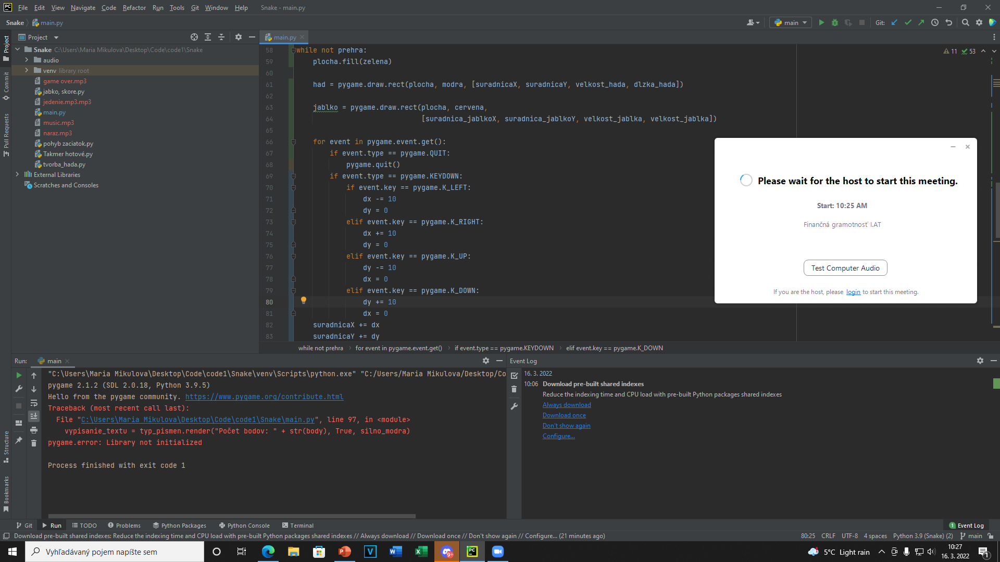 PC File Edit View Navigate Code Refactor Run Tools Git Window Help Snake - main.py
Snake main.py
main Git:
Project
main.py
Project
Commit
Pull Requests
Snake C:\Users\Maria Mikulova\Desktop\Code\code1\Snake
audio
venv library root
game over.mp3
jabko, skore.py
jedenie.mp3.mp3
main.py
music.mp3
naraz.mp3
pohyb zaciatok.py
Takmer hotové.py
tvorba_hada.py
External Libraries
Scratches and Consoles
11 53
58 while not prehra:
59 plocha.fill(zelena)
60
61 had = pygame.draw.rect(plocha, modra, [suradnicaX, suradnicaY, velkost_hada, dlzka_hada])
62
63 jablko = pygame.draw.rect(plocha, cervena,
64 [suradnica_jablkoX, suradnica_jablkoY, velkost_jablka, velkost_jablka])
65
66 for event in pygame.event.get():
67 if event.type == pygame.QUIT:
68 pygame.quit()
69 if event.type == pygame.KEYDOWN:
70 if event.key == pygame.K_LEFT:
71 dx -= 10
72 dy = 0
73 elif event.key == pygame.K_RIGHT:
74 dx += 10
75 dy = 0
76 elif event.key == pygame.K_UP:
77 dy -= 10
78 dx = 0
79 elif event.key == pygame.K_DOWN:
80 dy += 10
81 dx = 0
82 suradnicaX += dx
83 suradnicaY += dy
while not prehra for event in pygame.event.get() if event.type == pygame.KEYDOWN elif event.key == pygame.K_DOWN
Please wait for the host to start this meeting.
Start: 10:25 AM
Finančná gramotnosť I.AT
Test Computer Audio
If you are the host, please login to start this meeting.
Run: main
"C:\Users\Maria Mikulova\Desktop\Code\code1\Snake\venv\Scripts\python.exe" "C:/Users/Maria Mikulova/Desktop/Co
pygame 2.1.2 (SDL 2.0.18, Python 3.9.5)
Hello from the pygame community. https://www.pygame.org/contribute.html
Traceback (most recent call last):
File "C:\Users\Maria Mikulova\Desktop\Code\code1\Snake\main.py", line 97, in <module>
vypisanie_textu = typ_pismen.render("Počet bodov: " + str(body), True, silno_modra)
pygame.error: Library not initialized
Process finished with exit code 1
Event Log
16. 3. 2022
10:06 Download pre-built shared indexes
Reduce the indexing time and CPU load with pre-built Python packages shared indexes
Always download
Download once
Don't show again
Configure...
Structure
Bookmarks
Git Run TODO Problems Python Packages Python Console Terminal 1 Event Log
Download pre-built shared indexes: Reduce the indexing time and CPU load with pre-built Python packages shared indexes // Always download // Download once // Don't show again // Configure... (21 minutes ago) 80:25 CRLF UTF-8 4 spaces Python 3.9 (Snake) (2) main
Vyhľadávaný pojem napíšte sem
P V W X 9+ PC
5°C Light rain
10:27
16. 3. 2022
1